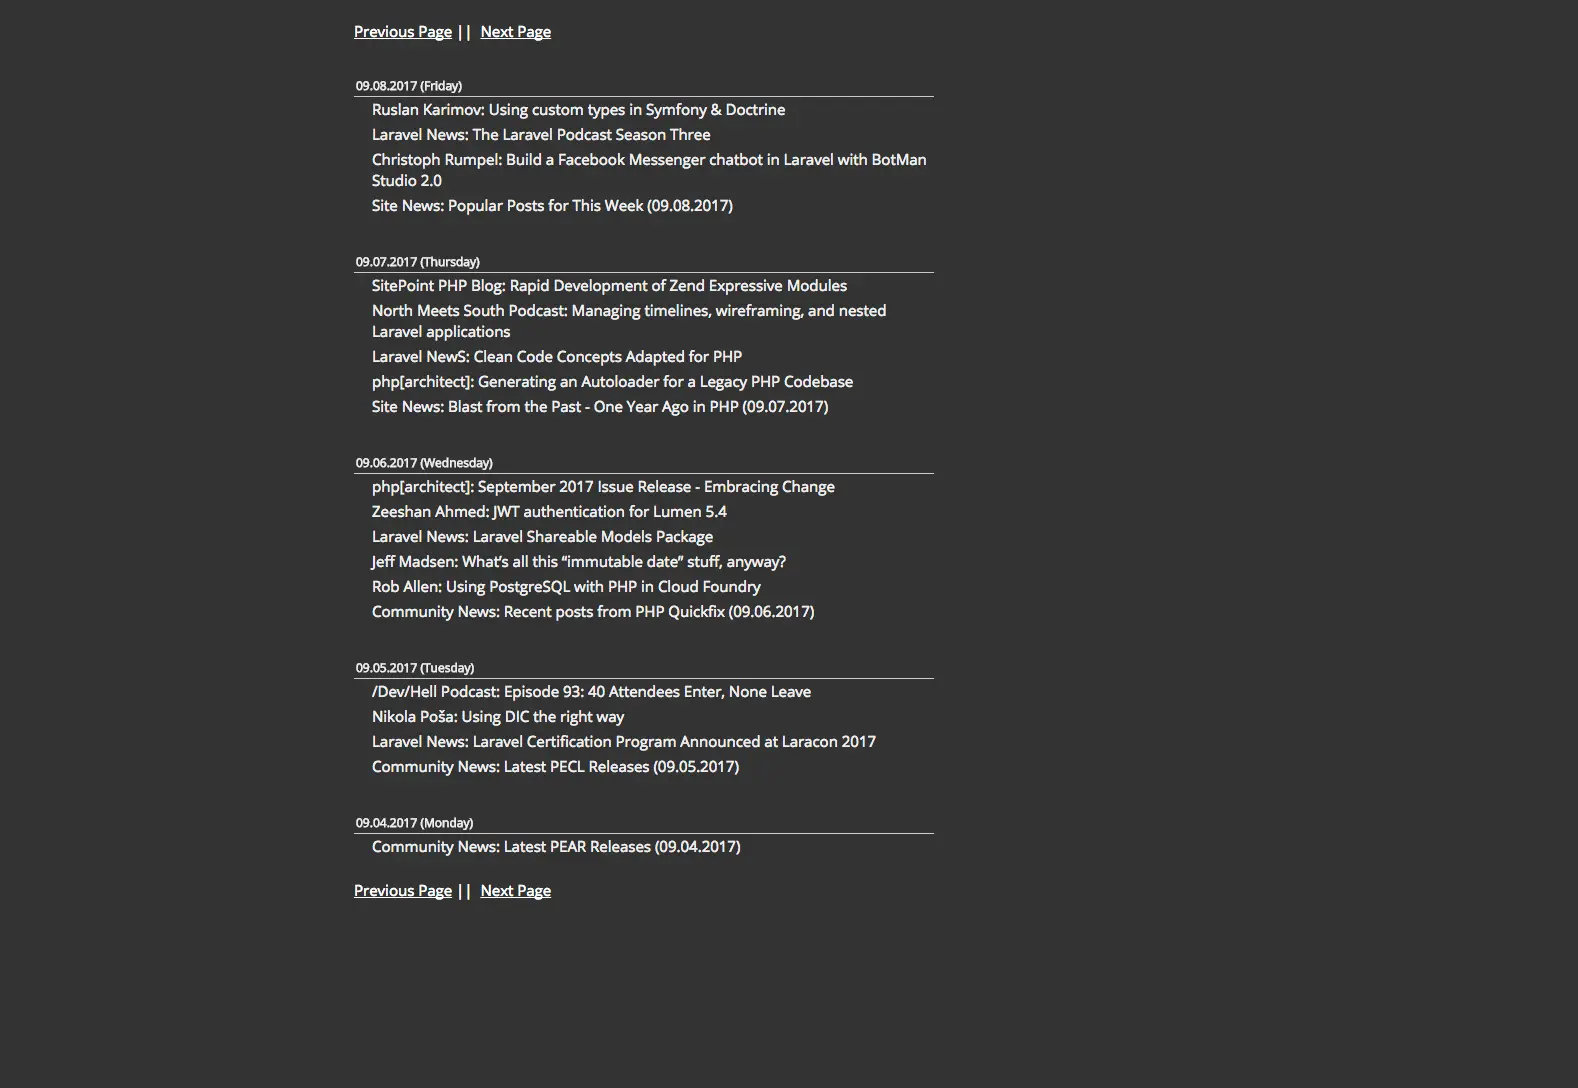 Previous Page || Next Page
09.08.2017 (Friday)
Ruslan Karimov: Using custom types in Symfony & Doctrine
Laravel News: The Laravel Podcast Season Three
Christoph Rumpel: Build a Facebook Messenger chatbot in Laravel with BotMan
Studio 2.0
Site News: Popular Posts for This Week (09.08.2017)
09.07.2017 (Thursday)
SitePoint PHP Blog: Rapid Development of Zend Expressive Modules
North Meets South Podcast: Managing timelines, wireframing, and nested
Laravel applications
Laravel NewS: Clean Code Concepts Adapted for PHP
php[architect]: Generating an Autoloader for a Legacy PHP Codebase
Site News: Blast from the Past - One Year Ago in PHP (09.07.2017)
09.06.2017 (Wednesday)
php[architect]: September 2017 Issue Release - Embracing Change
Zeeshan Ahmed: JWT authentication for Lumen 5.4
Laravel News: Laravel Shareable Models Package
Jeff Madsen: What’s all this “immutable date” stuff, anyway?
Rob Allen: Using PostgreSQL with PHP in Cloud Foundry
Community News: Recent posts from PHP Quickfix (09.06.2017)
09.05.2017 (Tuesday)
/Dev/Hell Podcast: Episode 93: 40 Attendees Enter, None Leave
Nikola Poša: Using DIC the right way
Laravel News: Laravel Certification Program Announced at Laracon 2017
Community News: Latest PECL Releases (09.05.2017)
09.04.2017 (Monday)
Community News: Latest PEAR Releases (09.04.2017)
Previous Page || Next Page